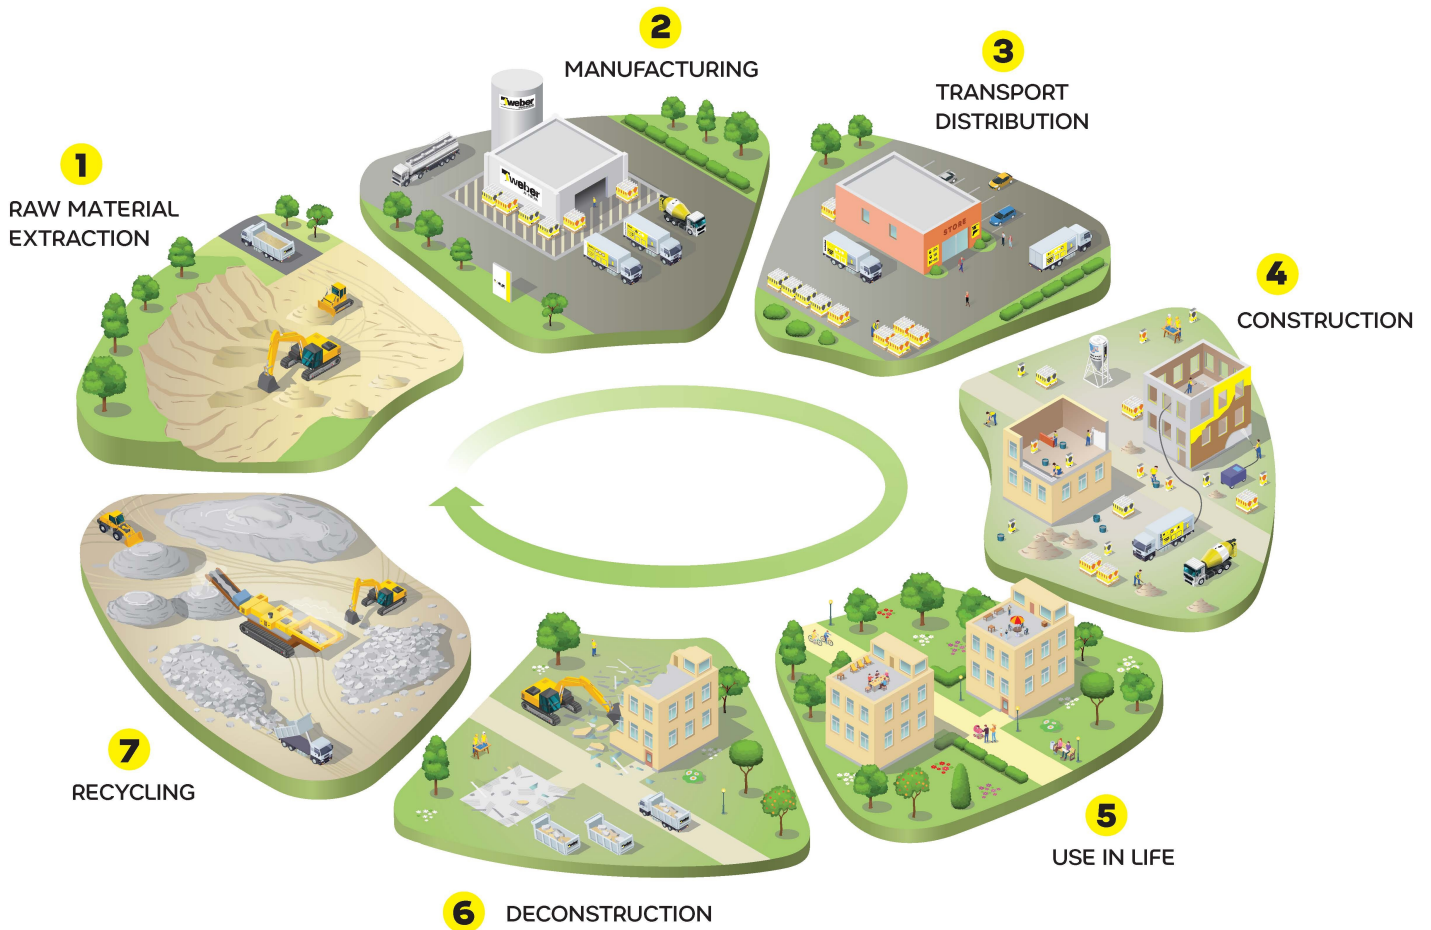 1
RAW MATERIAL
EXTRACTION
2
MANUFACTURING
weber
weber
3
TRANSPORT
DISTRIBUTION
STORE
4
CONSTRUCTION
5
USE IN LIFE
6
DECONSTRUCTION
7
RECYCLING